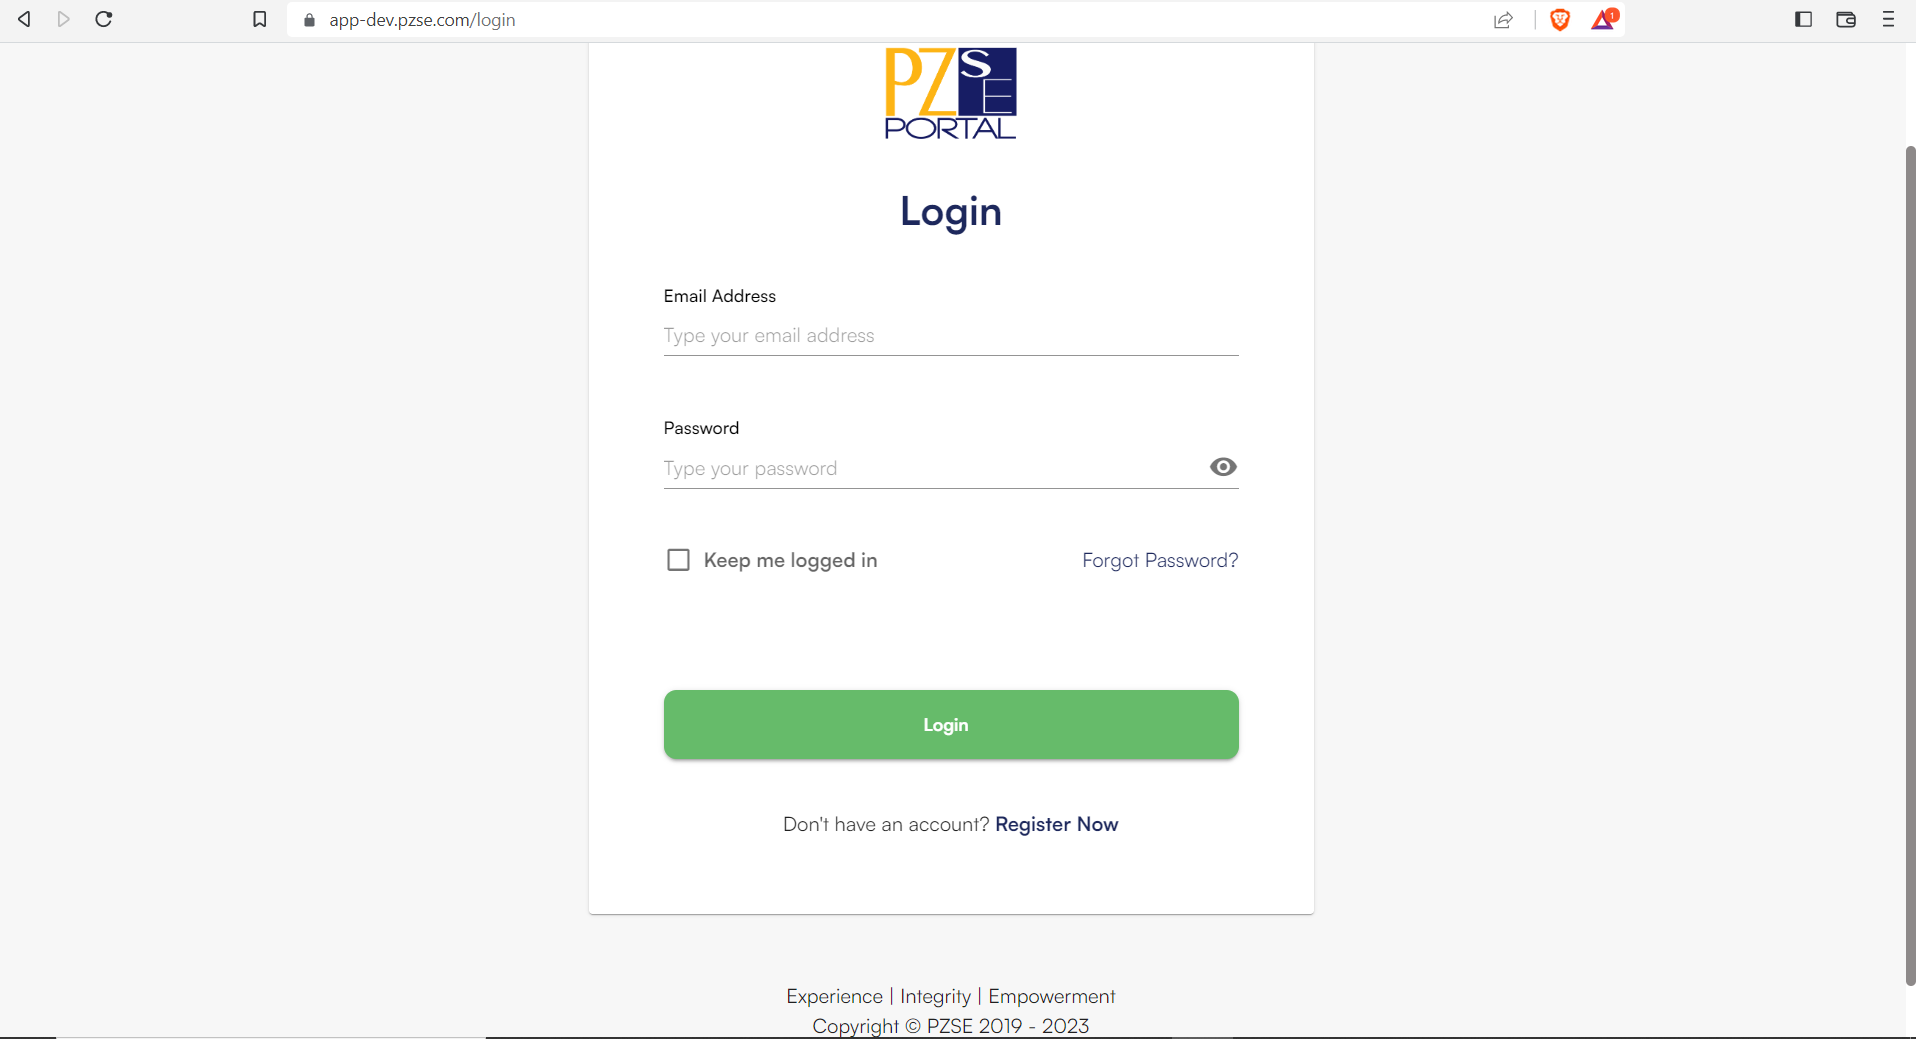 app-dev.pzse.com/login
1
PZSE
PORTAL
Login
Email Address
Type your email address
Password
Type your password
Keep me logged in
Forgot Password?
Login
Don't have an account? Register Now
Experience | Integrity | Empowerment
Copyright © PZSE 2019 - 2023